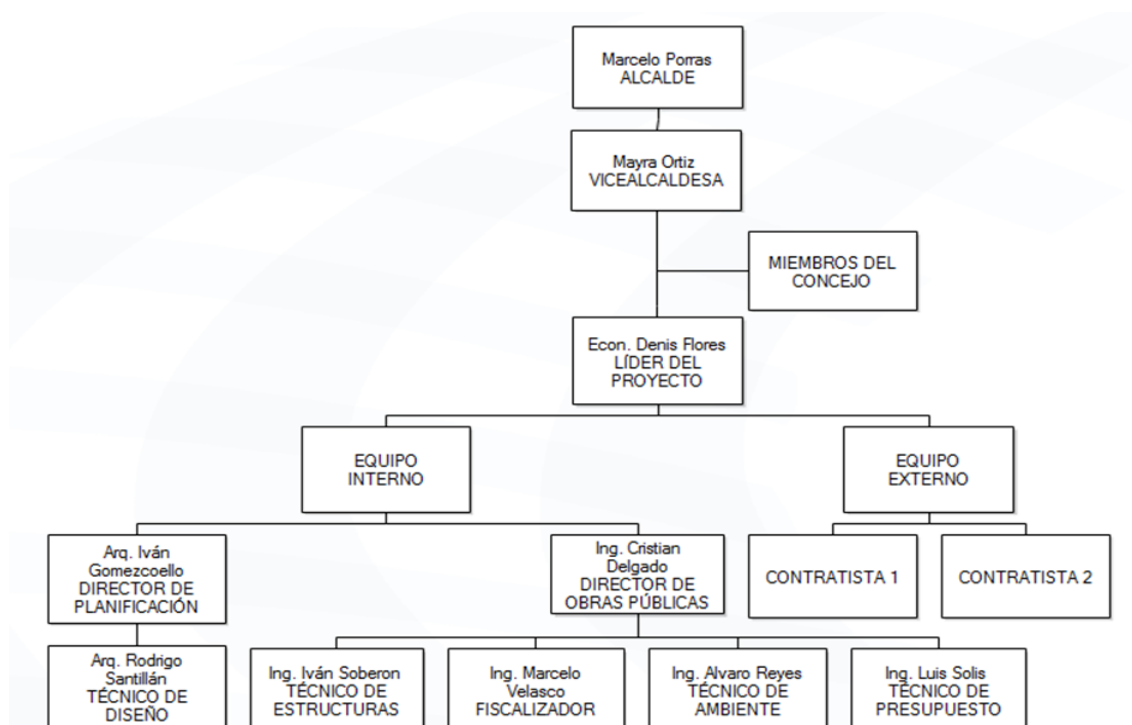 Marcelo Porras
ALCALDE
Mayra Ortiz
VICEALCALDESA
MIEMBROS DEL
CONCEJO
Econ. Denis Flores
LÍDER DEL
PROYECTO
EQUIPO
INTERNO
EQUIPO
EXTERNO
Arq. Iván
Gomezcoello
DIRECTOR DE
PLANIFICACIÓN
Ing. Cristian
Delgado
DIRECTOR DE
OBRAS PÚBLICAS
CONTRATISTA 1
CONTRATISTA 2
Arq. Rodrigo
Santillán
TÉCNICO DE
DISEÑO
Ing. Iván Soberon
TÉCNICO DE
ESTRUCTURAS
Ing. Marcelo
Velasco
FISCALIZADOR
Ing. Alvaro Reyes
TÉCNICO DE
AMBIENTE
Ing. Luis Solis
TÉCNICO DE
PRESUPUESTO